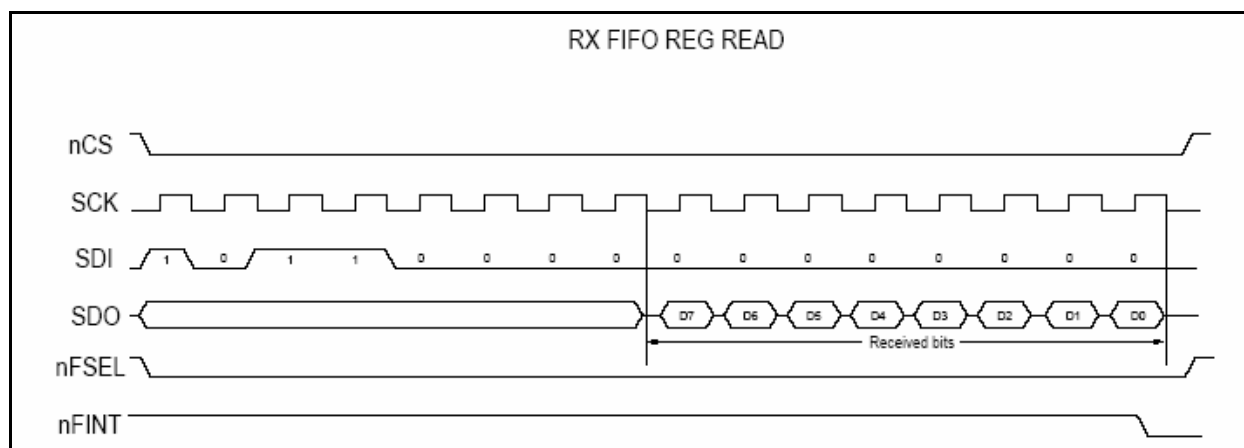 RX FIFO REG READ
nCS
SCK
SDI 1 0 1 1 0 0 0 0 0 0 0 0 0 0 0 0
SDO D7 D6 D5 D4 D3 D2 D1 D0
Received bits
nFSEL
nFINT